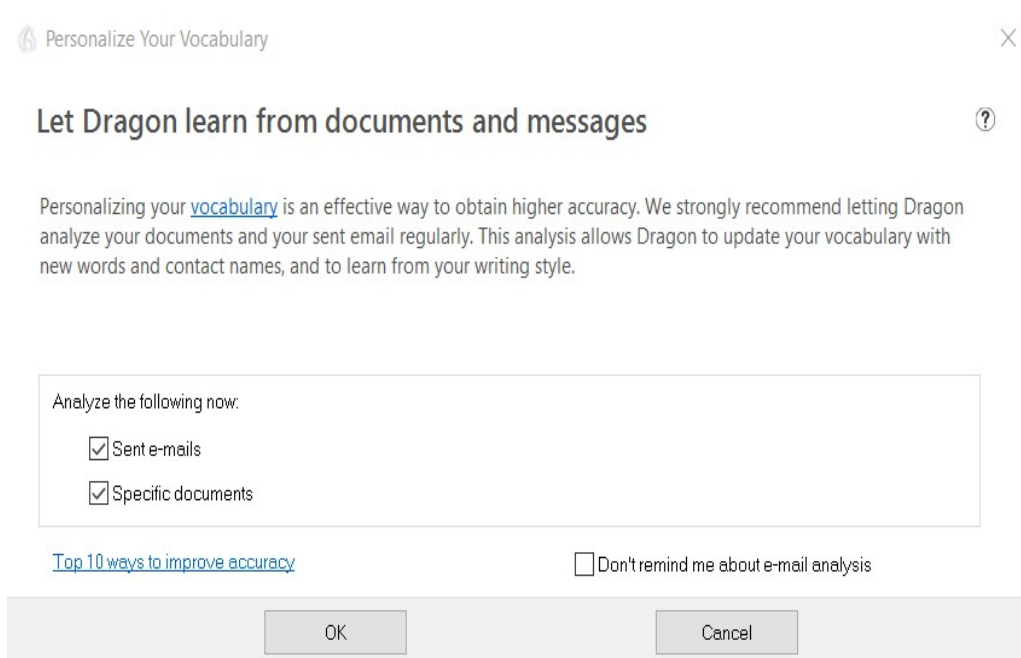 Personalize Your Vocabulary
Let Dragon learn from documents and messages
?
Personalizing your vocabulary is an effective way to obtain higher accuracy. We strongly recommend letting Dragon
analyze your documents and your sent email regularly. This analysis allows Dragon to update your vocabulary with
new words and contact names, and to learn from your writing style.
Analyze the following now:
Sent e-mails
Specific documents
Top 10 ways to improve accuracy
Don't remind me about e-mail analysis
OK
Cancel